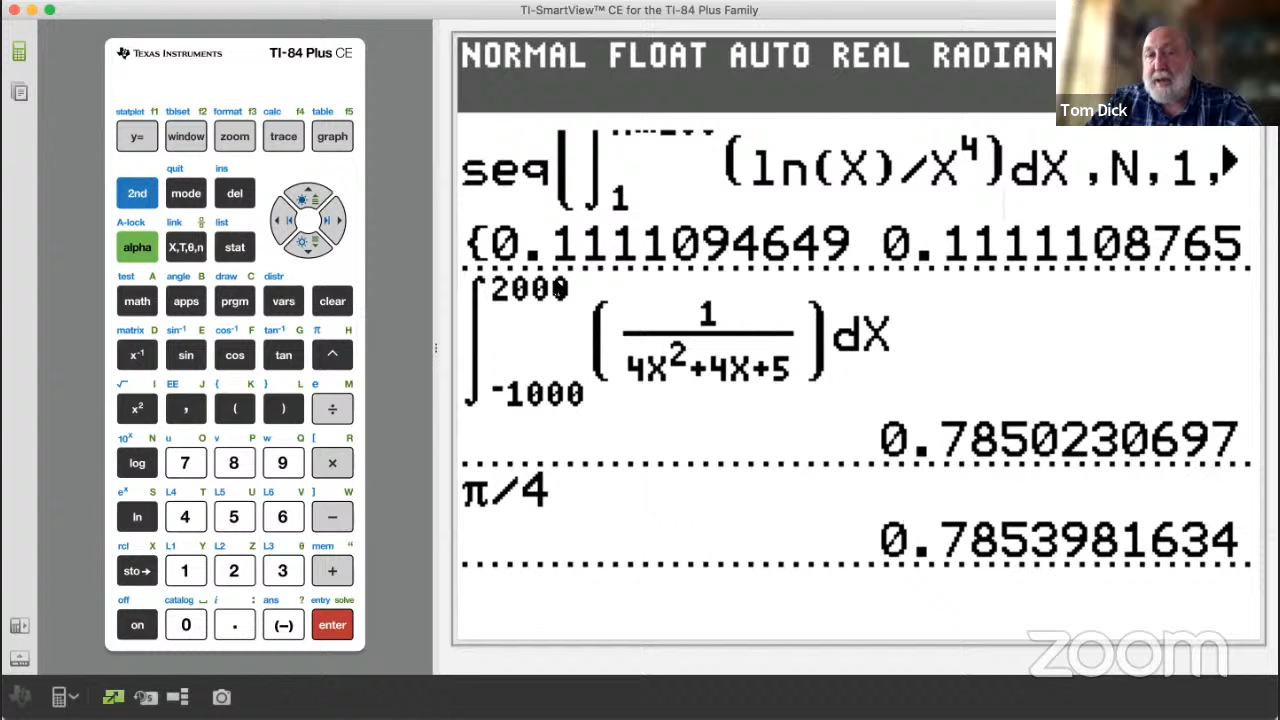 TI-SmartView™ CE for the TI-84 Plus Family
TEXAS INSTRUMENTS TI-84 Plus CE
statplot f1 tblset f2 format f3 calc f4 table f5
y= window zoom trace graph
quit ins
2nd mode del
A-lock link list
alpha X,T,θ,n stat
test A angle B draw C distr
math apps prgm vars clear
matrix D sin⁻¹ E cos⁻¹ F tan⁻¹ G π H
x⁻¹ sin cos tan ^
√ I EE J { K } L e M
x² , ( ) ÷
10ˣ N u O v P w Q [ R
log 7 8 9 ×
eˣ S L4 T L5 U L6 V ] W
ln 4 5 6 −
rcl X L1 Y L2 Z L3 θ mem "
sto→ 1 2 3 +
off catalog i : ans ? entry solve
on 0 . (−) enter
NORMAL FLOAT AUTO REAL RADIAN
Tom Dick
seq(∫1 (ln(X)/X⁴)dX,N,1,
{0.1111094649 0.1111108765
2000
∫ (1/(4X²+4X+5))dX
-1000
0.7850230697
π/4
0.7853981634
zoom